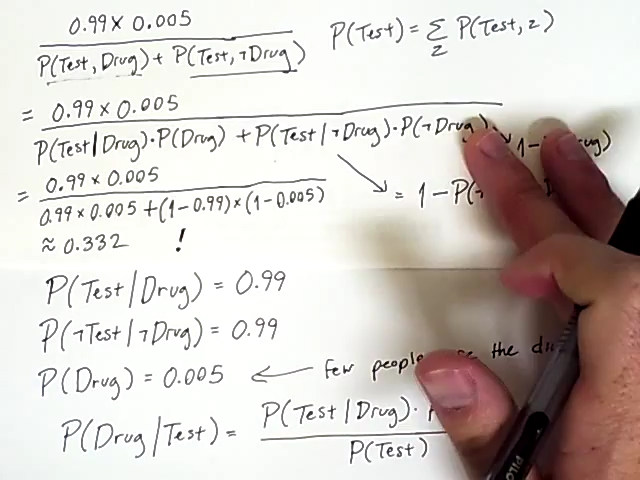 0.99 × 0.005
P(Test, Drug) + P(Test, ¬Drug)
P(Test) = Σ P(Test, z)
z
= 0.99 × 0.005
P(Test | Drug) · P(Drug) + P(Test | ¬Drug) · P(¬Drug)
1 −
= 0.99 × 0.005
0.99 × 0.005 + (1 − 0.99) × (1 − 0.005)
= 1 − P(
≈ 0.332 !
P(Test | Drug) = 0.99
P(¬Test | ¬Drug) = 0.99
P(Drug) = 0.005 ← few people the
P(Drug | Test) = P(Test | Drug) ·
P(Test)
PILO